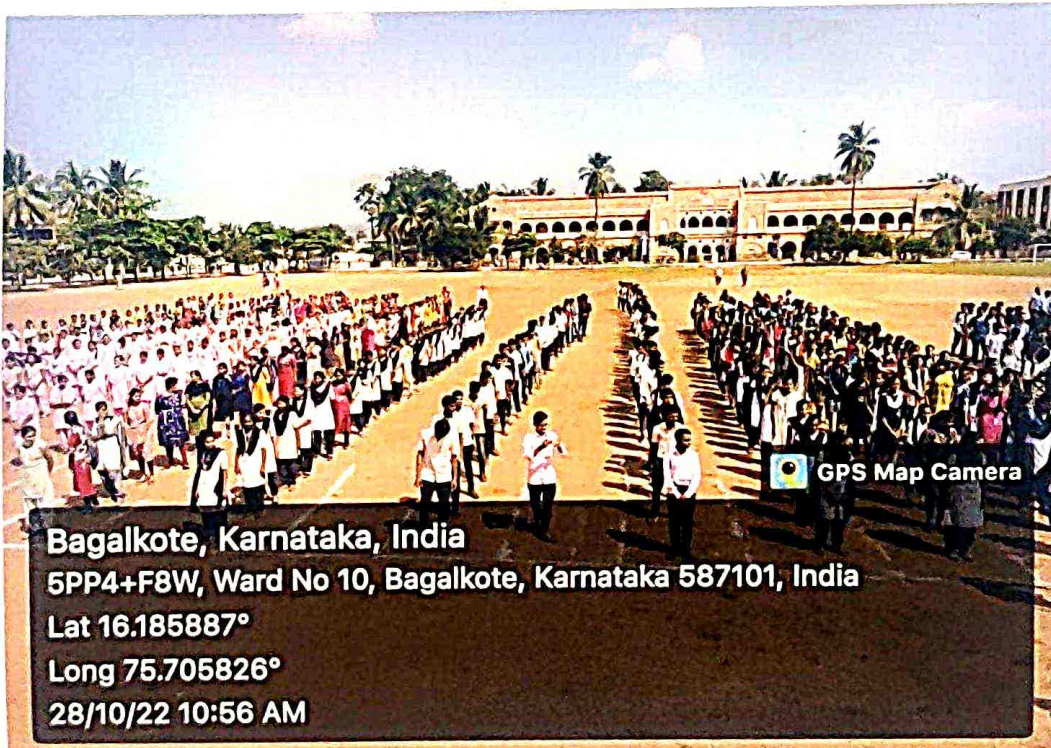 GPS Map Camera
Bagalkote, Karnataka, India
5PP4+F8W, Ward No 10, Bagalkote, Karnataka 587101, India
Lat 16.185887°
Long 75.705826°
28/10/22 10:56 AM